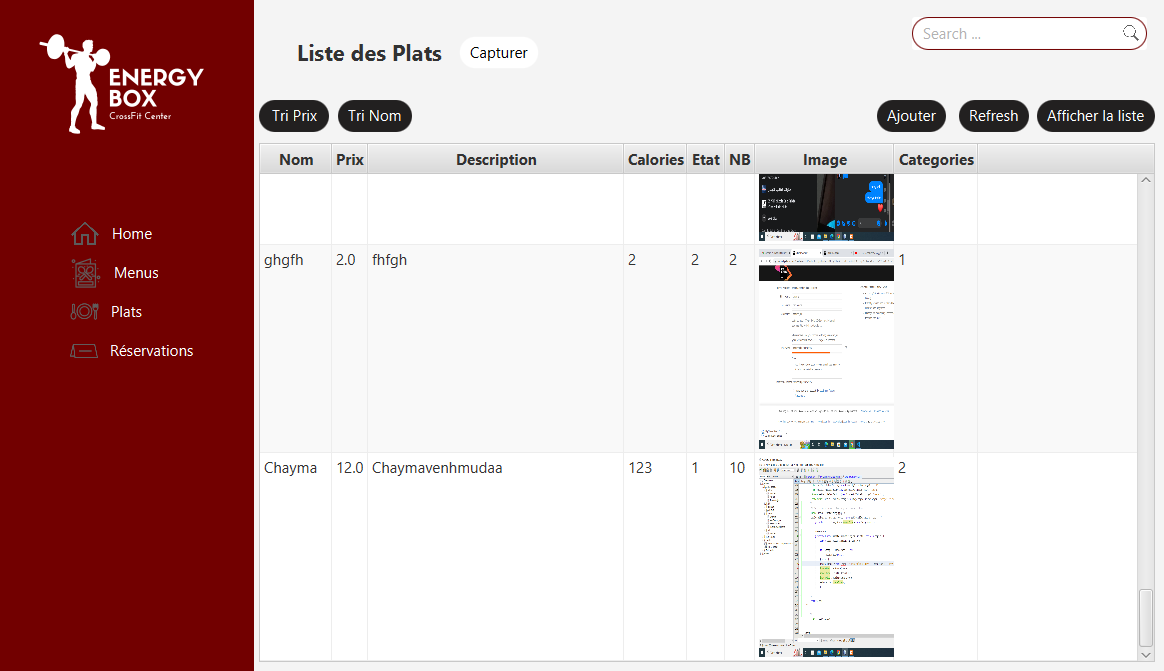 ENERGY
BOX
CrossFit Center
Home
Menus
Plats
Réservations
Liste des Plats
Capturer
Search ...
Tri Prix
Tri Nom
Ajouter
Refresh
Afficher la liste
Nom Prix Description Calories Etat NB Image Categories
ghgfh 2.0 fhfgh 2 2 2 1
Chayma 12.0 Chaymavenhmudaa 123 1 10 2